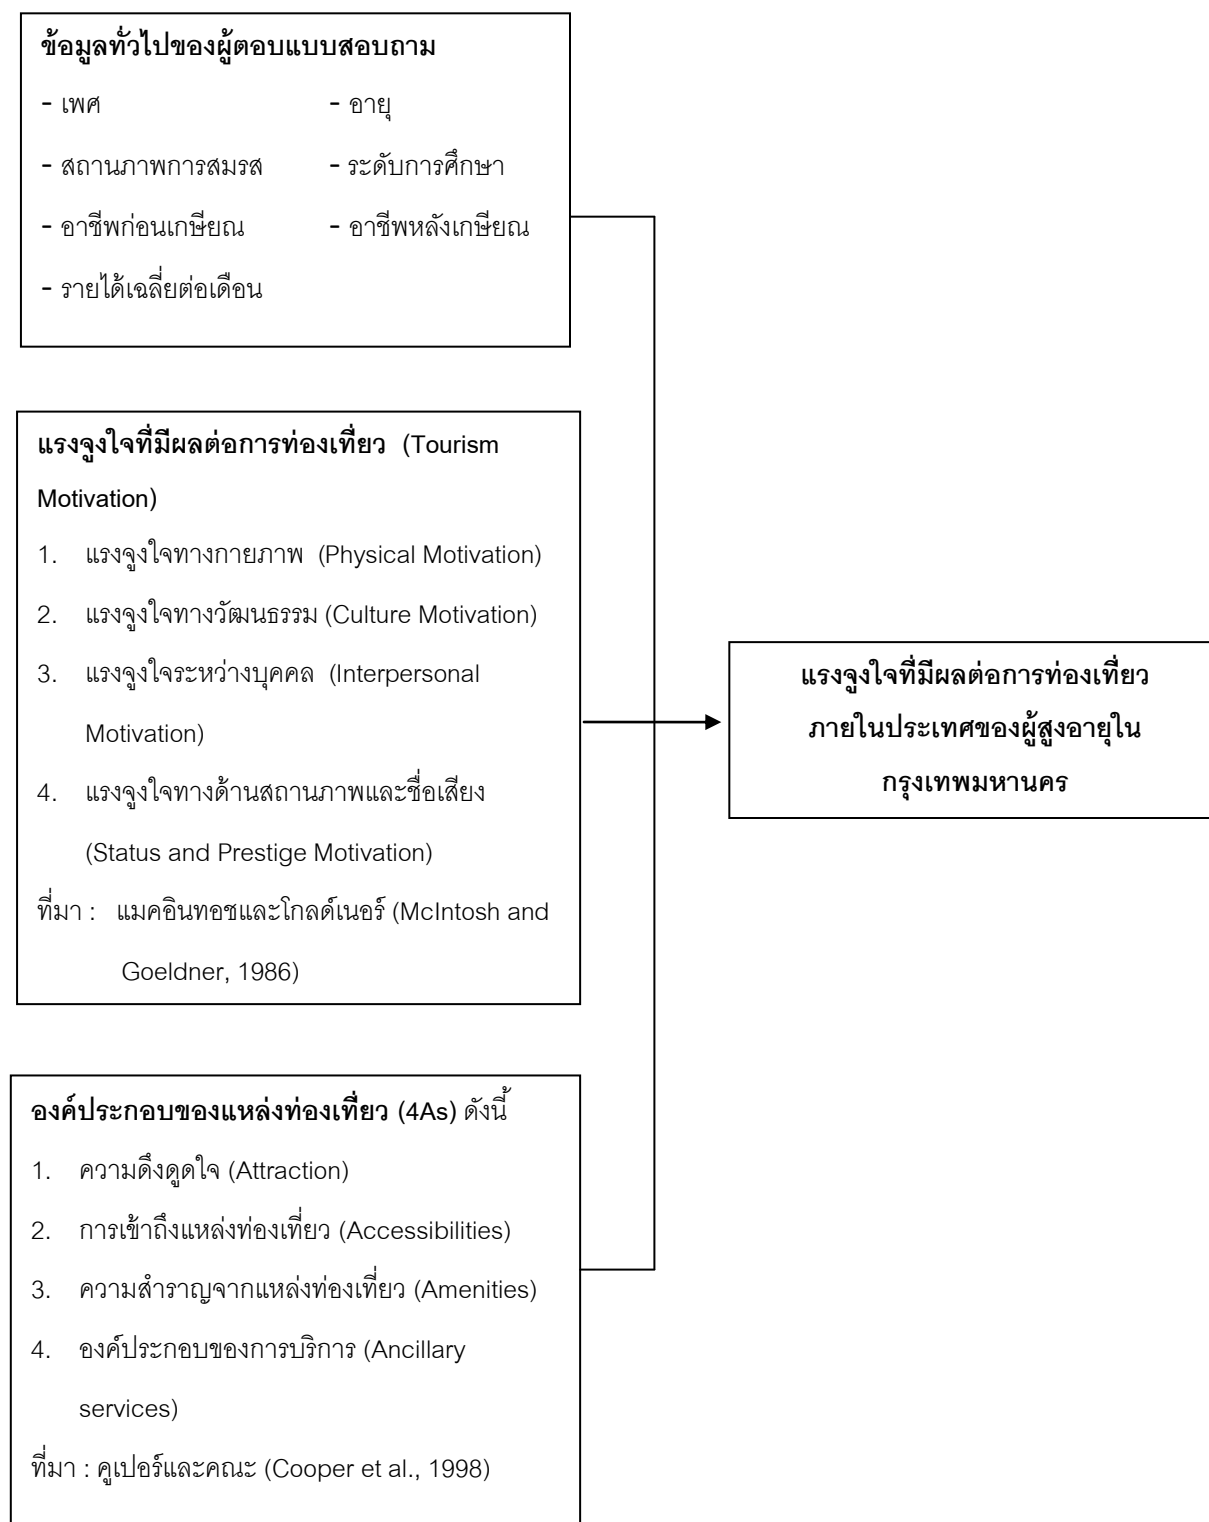 ข้อมูลทั่วไปของผู้ตอบแบบสอบถาม
- เพศ - อายุ
- สถานภาพการสมรส - ระดับการศึกษา
- อาชีพก่อนเกษียณ - อาชีพหลังเกษียณ
- รายได้เฉลี่ยต่อเดือน
แรงจูงใจที่มีผลต่อการท่องเที่ยว (Tourism
Motivation)
1. แรงจูงใจทางกายภาพ (Physical Motivation)
2. แรงจูงใจทางวัฒนธรรม (Culture Motivation)
3. แรงจูงใจระหว่างบุคคล (Interpersonal
Motivation)
4. แรงจูงใจทางด้านสถานภาพและชื่อเสียง
(Status and Prestige Motivation)
ที่มา : แมคอินทอชและโกลด์เนอร์ (McIntosh and
Goeldner, 1986)
องค์ประกอบของแหล่งท่องเที่ยว (4As) ดังนี้
1. ความดึงดูดใจ (Attraction)
2. การเข้าถึงแหล่งท่องเที่ยว (Accessibilities)
3. ความสำราญจากแหล่งท่องเที่ยว (Amenities)
4. องค์ประกอบของการบริการ (Ancillary
services)
ที่มา : คูเปอร์และคณะ (Cooper et al., 1998)
แรงจูงใจที่มีผลต่อการท่องเที่ยว
ภายในประเทศของผู้สูงอายุใน
กรุงเทพมหานคร